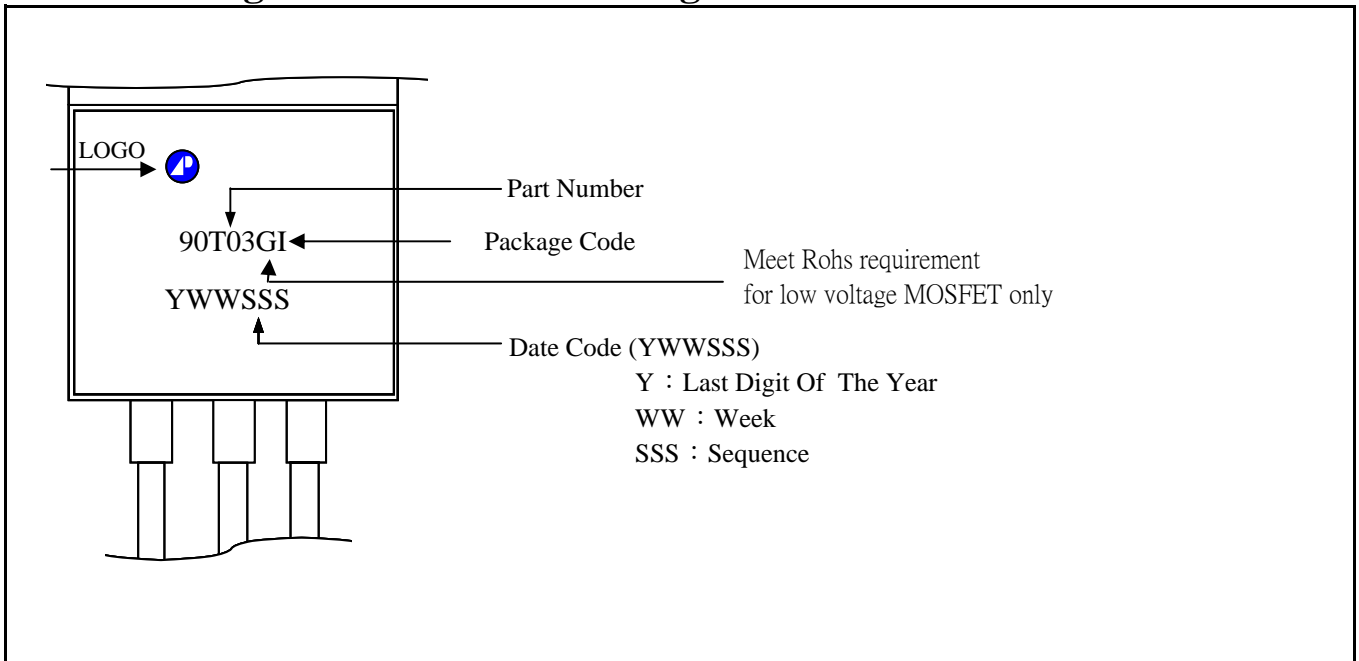 LOGO
Part Number
90T03GI
Package Code
Meet Rohs requirement
for low voltage MOSFET only
YWWSSS
Date Code (YWWSSS)
Y：Last Digit Of The Year
WW：Week
SSS：Sequence